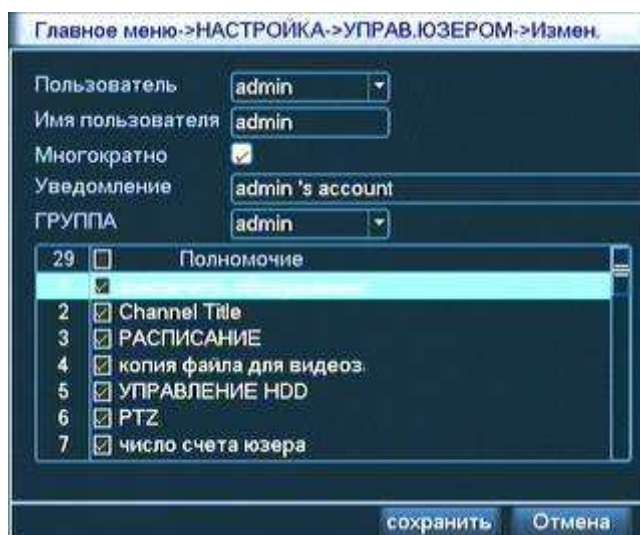 Главное меню->НАСТРОЙКА->УПРАВ.ЮЗЕРОМ->Измен.
Пользователь admin
Имя пользователя admin
Многократно
Уведомление admin 's account
ГРУППА admin
29 Полномочие
2 Channel Title
3 РАСПИСАНИЕ
4 копия файла для видеоз.
5 УПРАВЛЕНИЕ HDD
6 PTZ
7 число счета юзера
сохранить Отмена